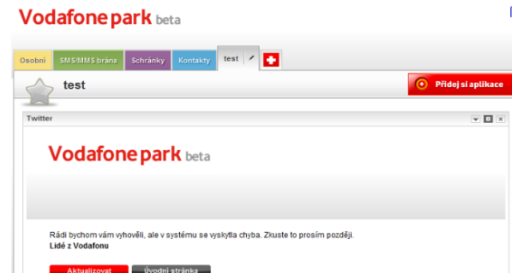 Vodafone park beta
Osobní SMS/MMS brána Schránky Kontakty test
test
Přidej si aplikace
Twitter
Vodafone park beta
Rádi bychom vám vyhověli, ale v systému se vyskytla chyba. Zkuste to prosím později.
Lidé z Vodafonu
Aktualizovat Úvodní stránka